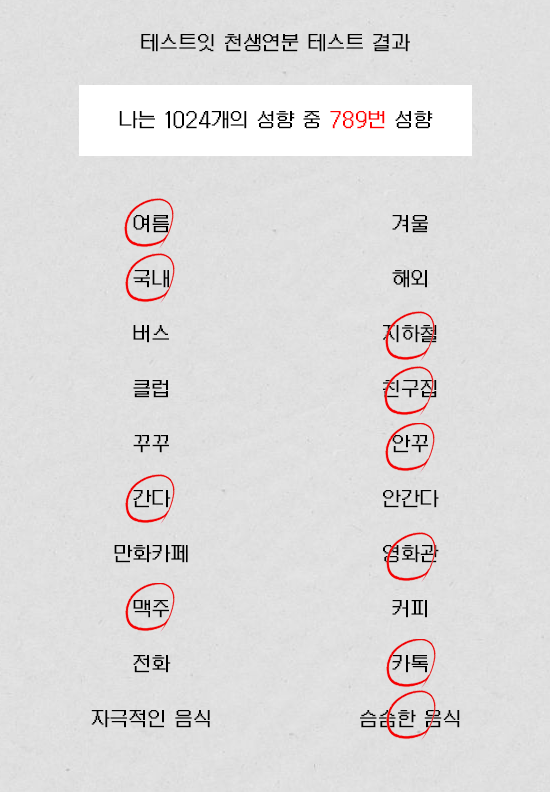 테스트잇 천생연분 테스트 결과
나는 1024개의 성향 중 789번 성향
여름 겨울
국내 해외
버스 지하철
클럽 친구집
꾸꾸 안꾸
간다 안간다
만화카페 영화관
맥주 커피
전화 카톡
자극적인 음식 슴슴한 음식